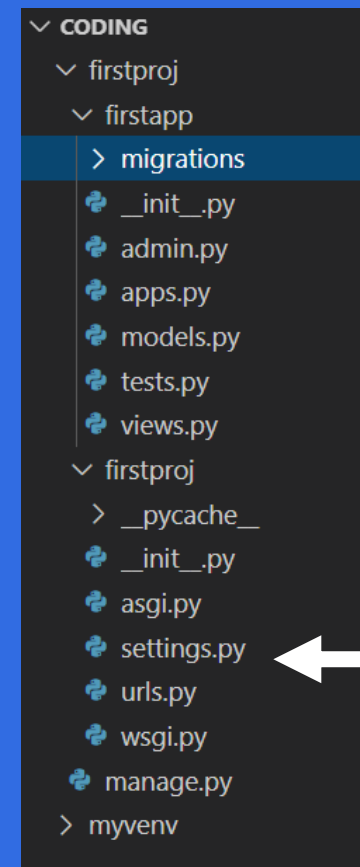 CODING
firstproj
firstapp
migrations
__init__.py
admin.py
apps.py
models.py
tests.py
views.py
firstproj
__pycache__
__init__.py
asgi.py
settings.py
urls.py
wsgi.py
manage.py
myvenv